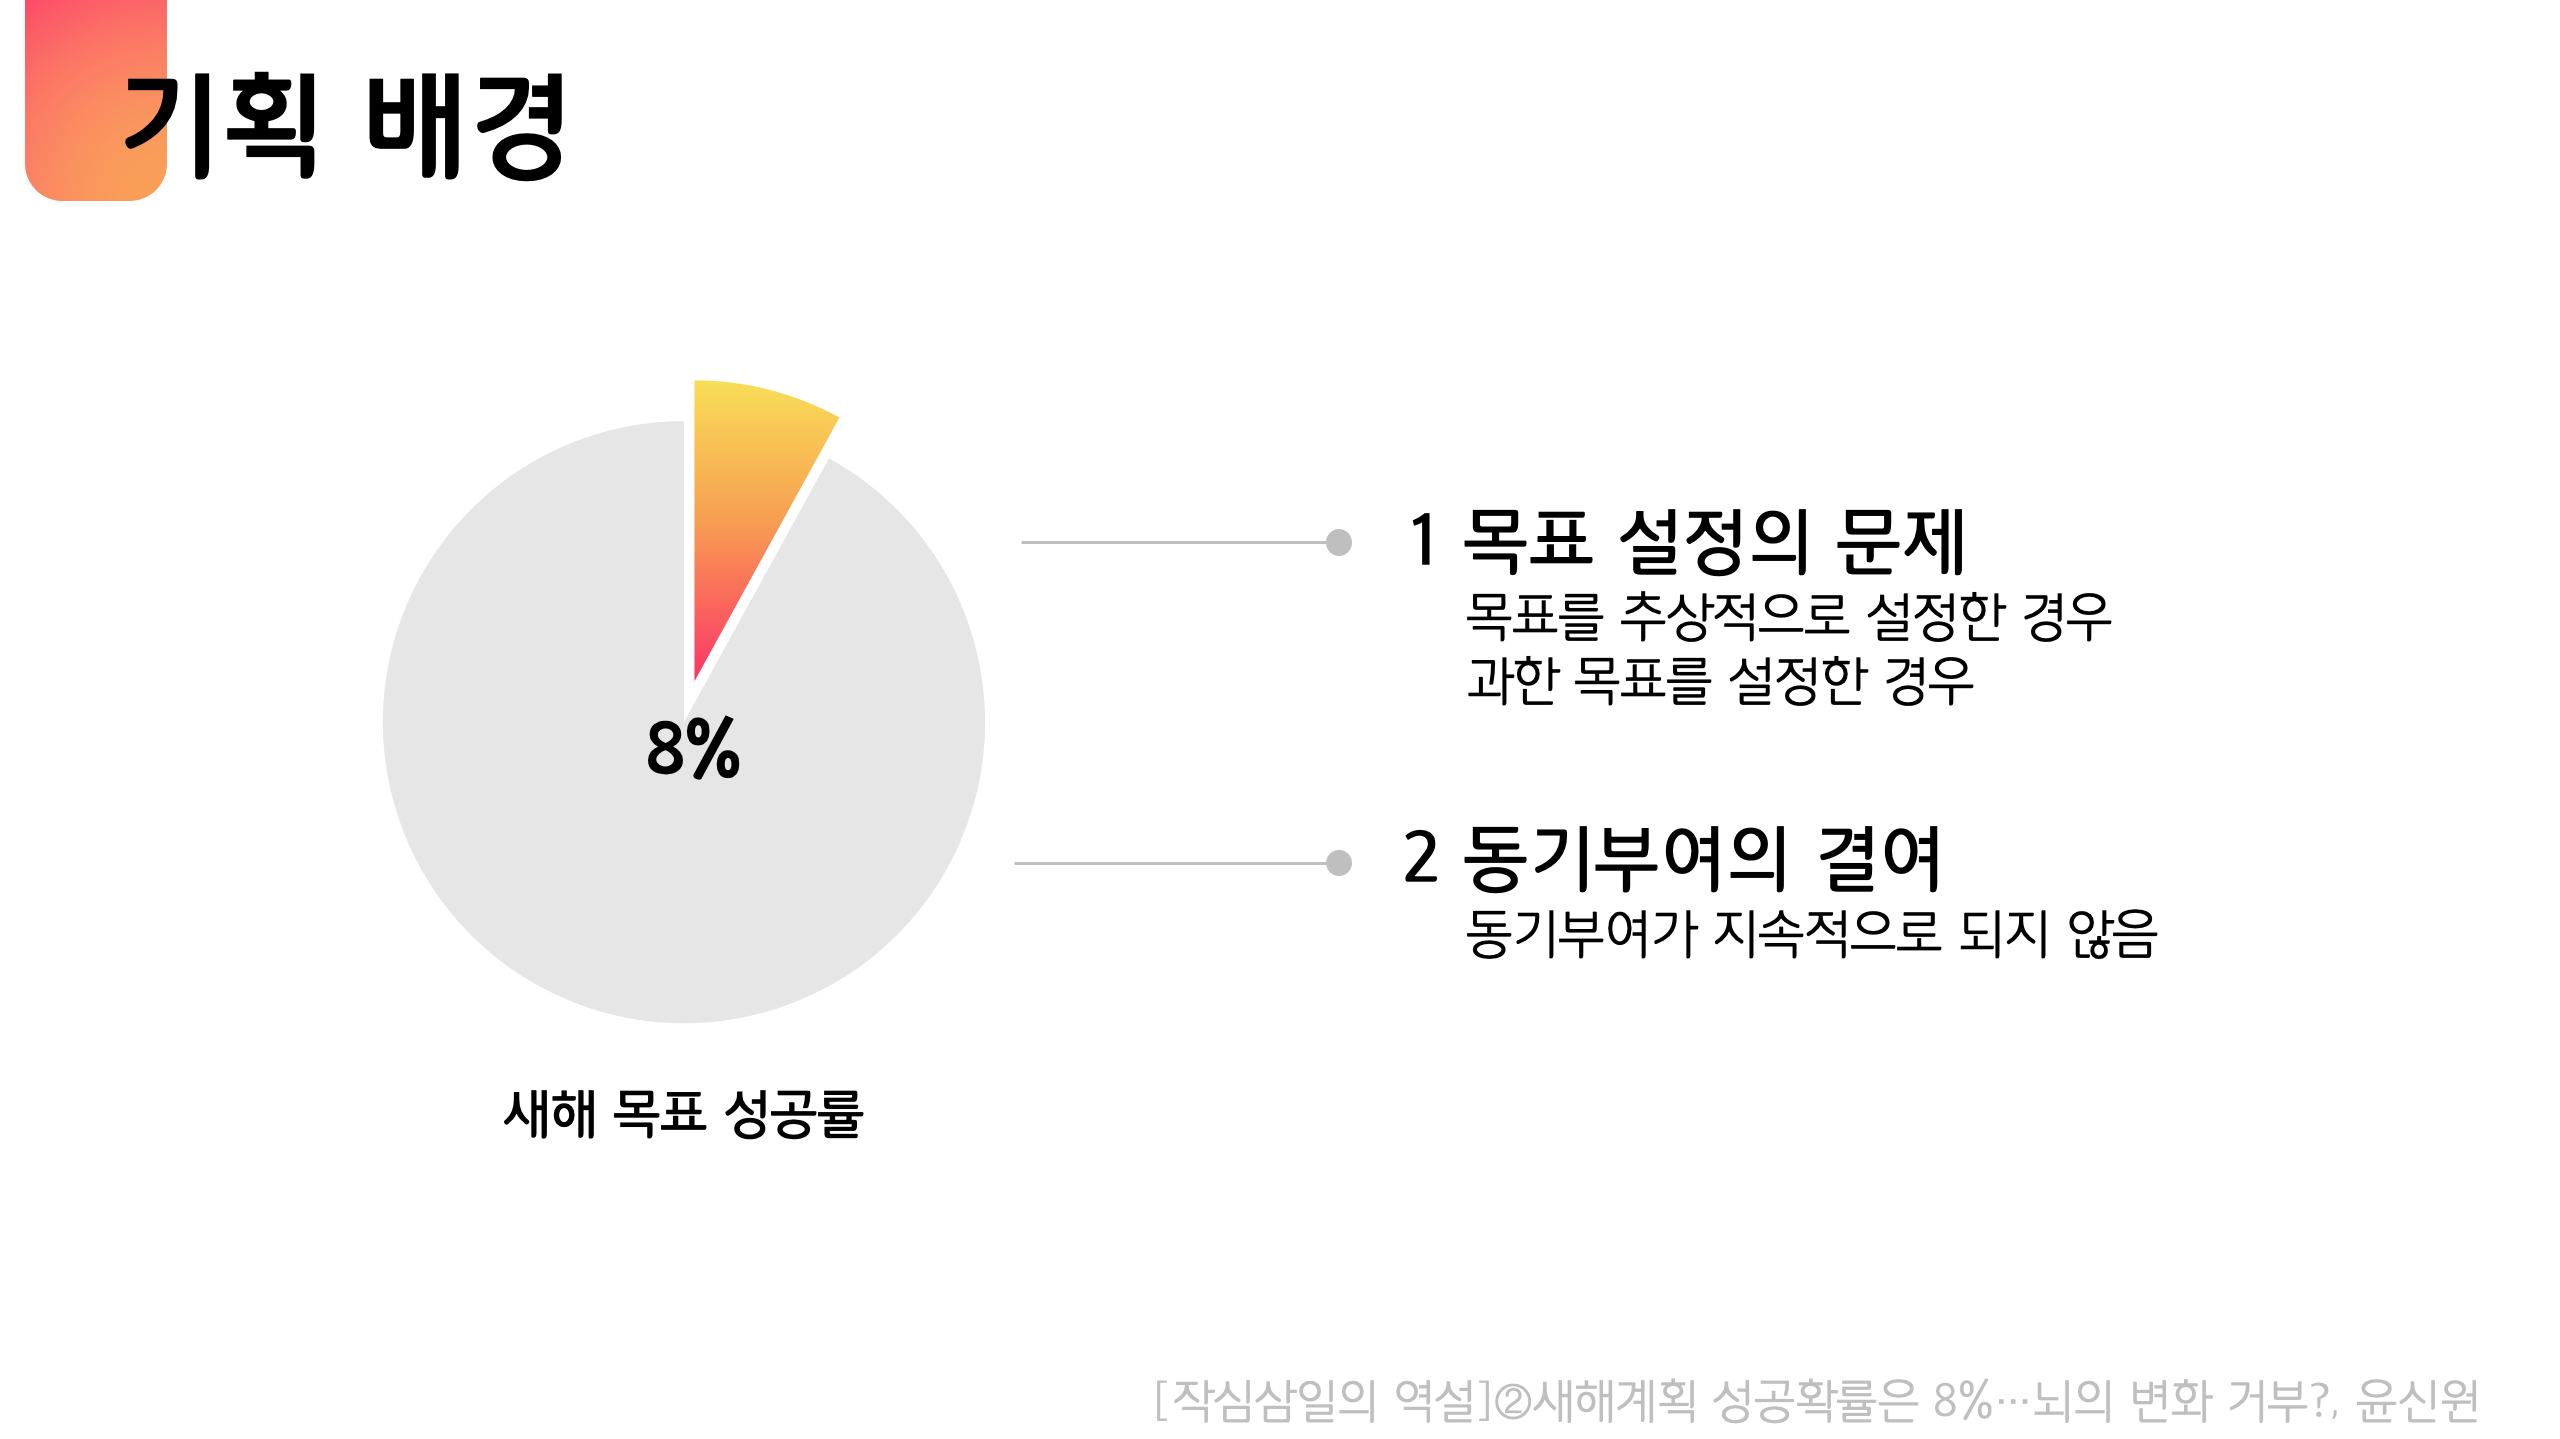 기획 배경
8%
새해 목표 성공률
1 목표 설정의 문제
목표를 추상적으로 설정한 경우
과한 목표를 설정한 경우
2 동기부여의 결여
동기부여가 지속적으로 되지 않음
[작심삼일의 역설]②새해계획 성공확률은 8%…뇌의 변화 거부?, 윤신원